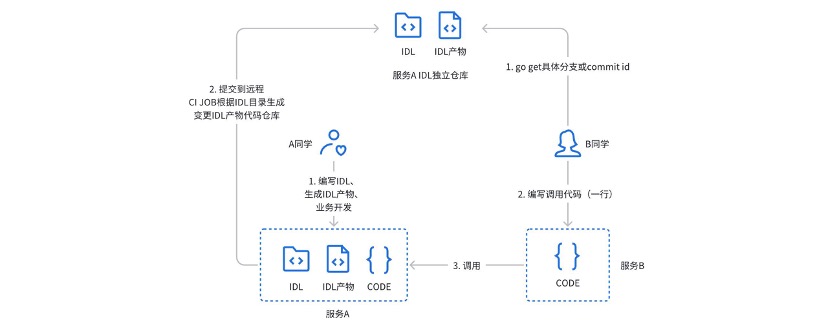 IDL
IDL产物
服务A IDL独立仓库
1. go get具体分支或commit id
2. 提交到远程
CI JOB根据IDL目录生成
变更IDL产物代码仓库
A同学
B同学
1. 编写IDL、
生成IDL产物、
业务开发
2. 编写调用代码（一行）
IDL
IDL产物
CODE
3. 调用
CODE
服务B
服务A